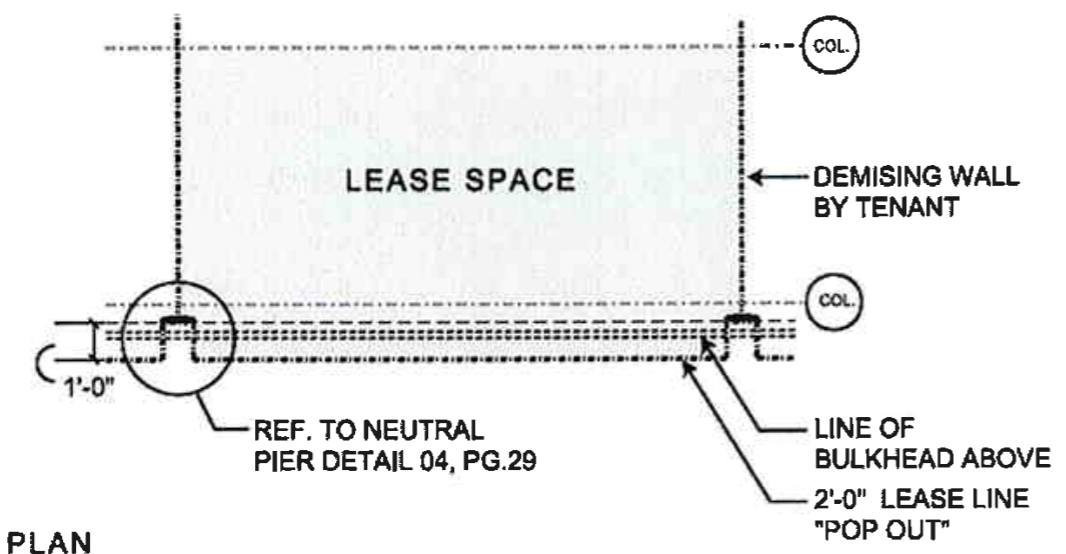 COL.
LEASE SPACE
DEMISING WALL
BY TENANT
COL.
1'-0"
REF. TO NEUTRAL
PIER DETAIL 04, PG.29
LINE OF
BULKHEAD ABOVE
2'-0" LEASE LINE
"POP OUT"
PLAN